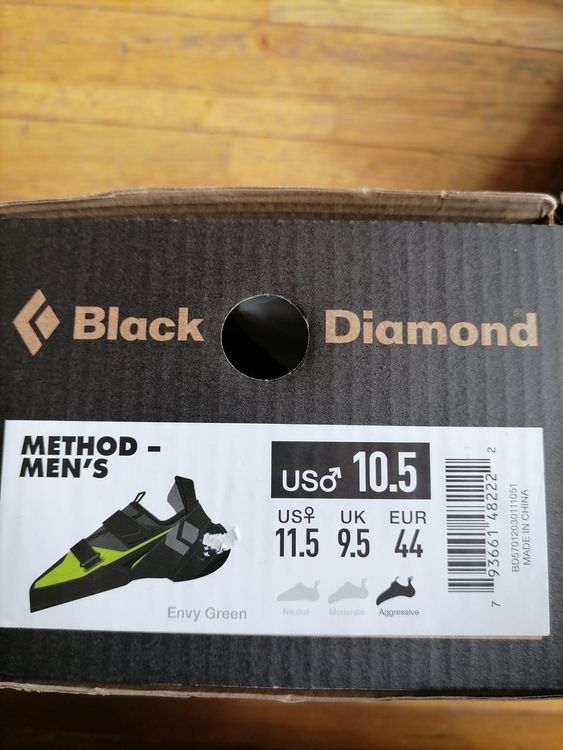 Black Diamond
METHOD –
MEN'S
US♂ 10.5
US♀ UK EUR
11.5 9.5 44
Neutral Moderate Aggressive
Envy Green
7 93661 48222 2
BD570120303111051
MADE IN CHINA